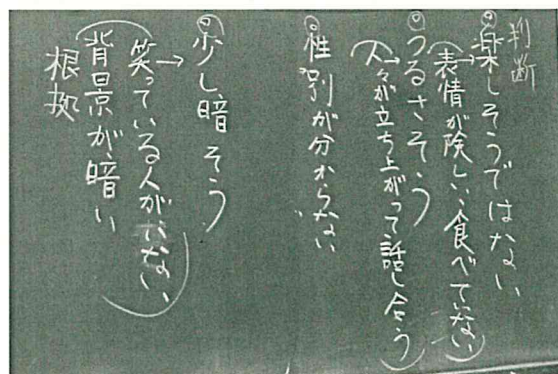 判断
◎楽しそうではない
→(表情が険しい、食べていない)
◎うるさそう
→(人々が立ち上がって話し合う)
◎性別が分からない
◎少し、暗そう
→(笑っている人がいない、
背景が暗い)
根拠